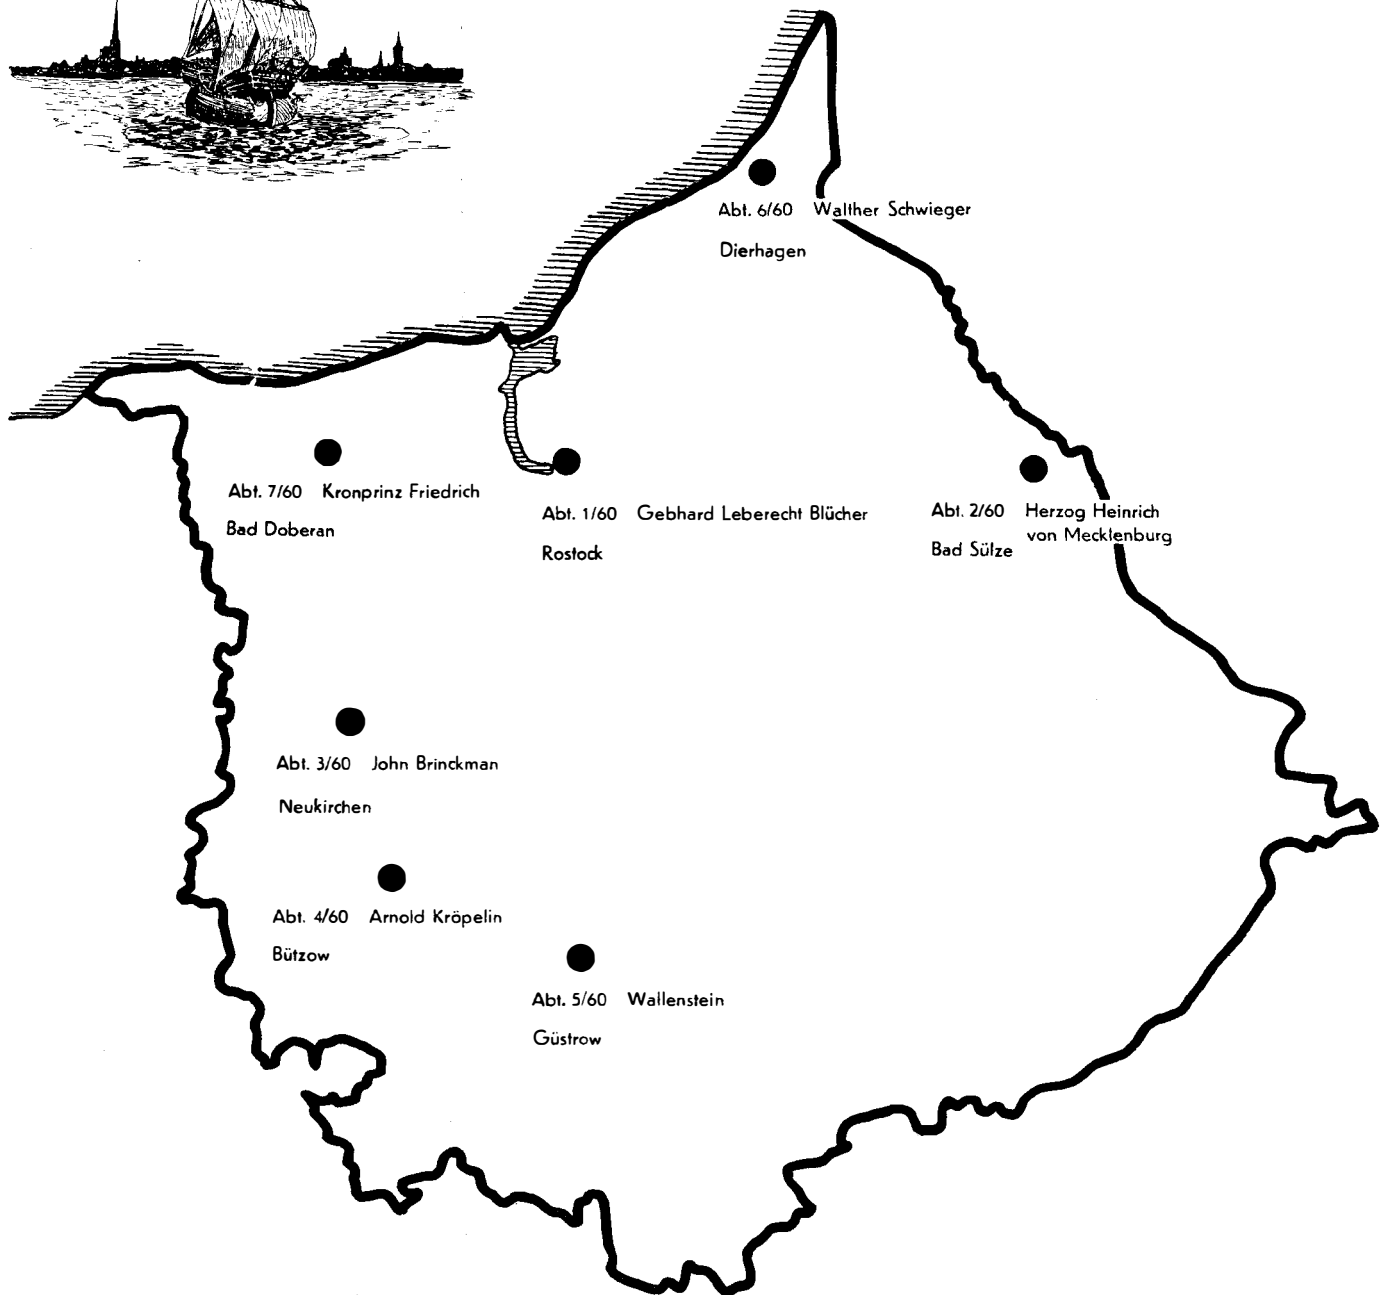 Abt. 6/60 Walther Schwieger
Dierhagen
Abt. 7/60 Kronprinz Friedrich
Bad Doberan
Abt. 1/60 Gebhard Leberecht Blücher
Rostock
Abt. 2/60 Herzog Heinrich
von Mecklenburg
Bad Sülze
Abt. 3/60 John Brinckman
Neukirchen
Abt. 4/60 Arnold Kröpelin
Bützow
Abt. 5/60 Wallenstein
Güstrow